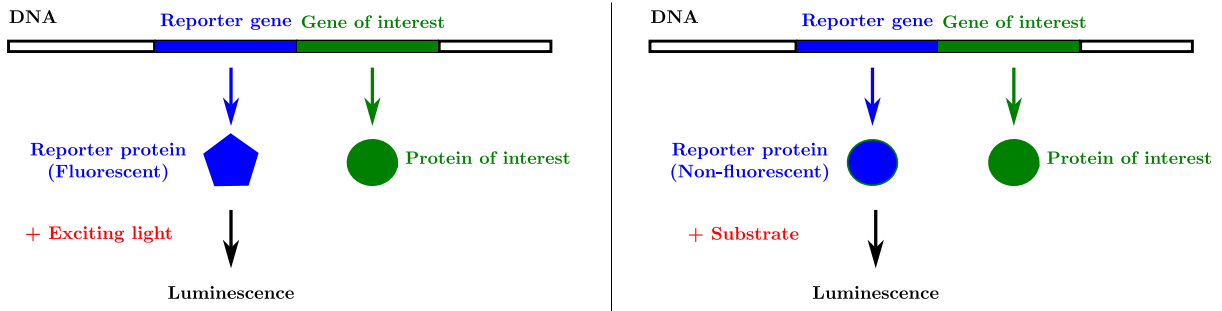 DNA
Reporter gene
Gene of interest
Reporter protein
(Fluorescent)
Protein of interest
+ Exciting light
Luminescence
DNA
Reporter gene
Gene of interest
Reporter protein
(Non-fluorescent)
Protein of interest
+ Substrate
Luminescence